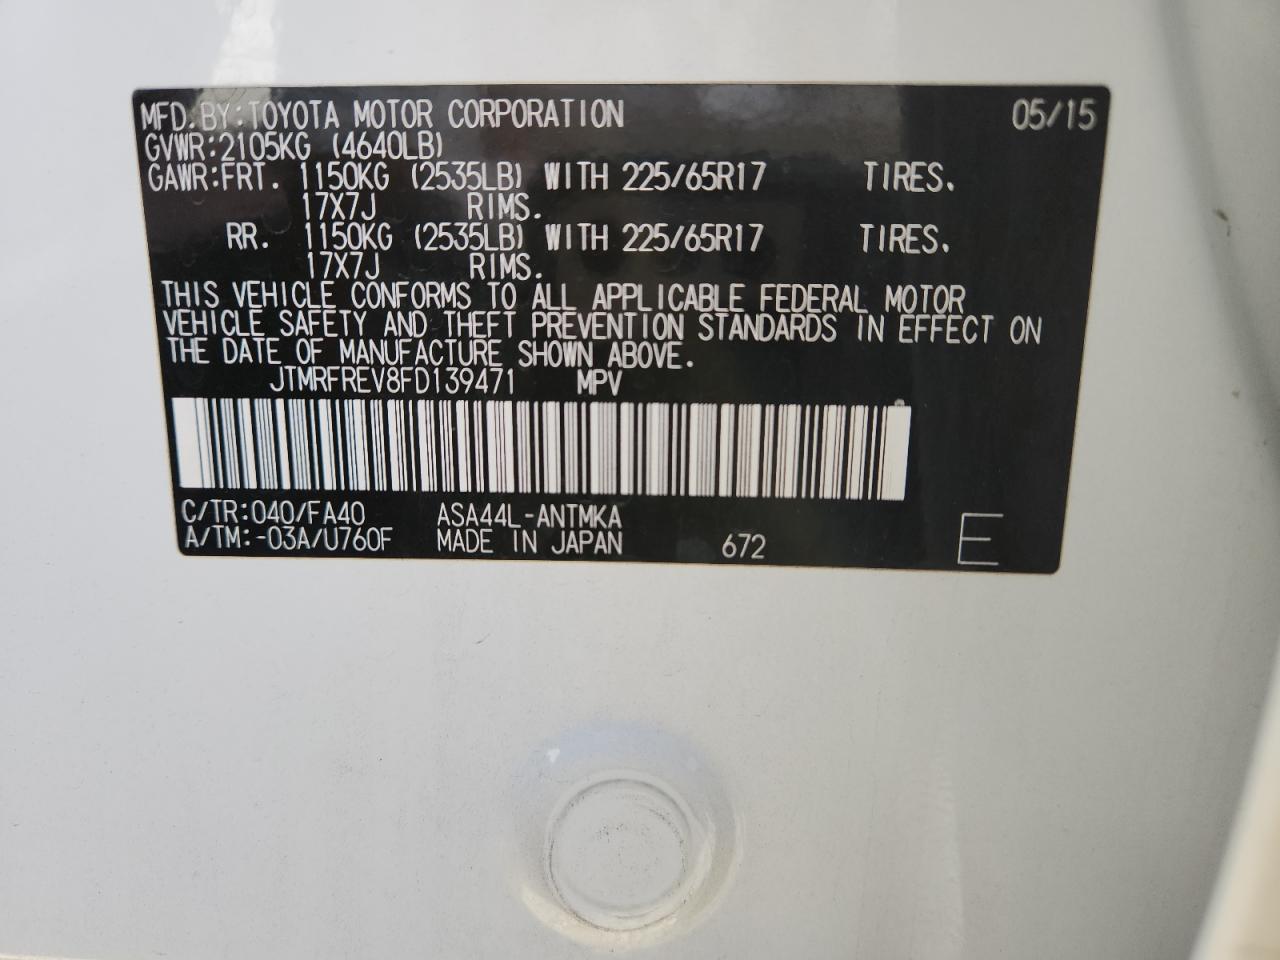 MFD.BY:TOYOTA MOTOR CORPORATION 05/15
GVWR:2105KG (4640LB)
GAWR:FRT. 1150KG (2535LB) WITH 225/65R17 TIRES.
17X7J RIMS.
RR. 1150KG (2535LB) WITH 225/65R17 TIRES.
17X7J RIMS.
THIS VEHICLE CONFORMS TO ALL APPLICABLE FEDERAL MOTOR
VEHICLE SAFETY AND THEFT PREVENTION STANDARDS IN EFFECT ON
THE DATE OF MANUFACTURE SHOWN ABOVE.
JTMRFREV8FD139471 MPV
C/TR:040/FA40 ASA44L-ANTMKA
A/TM:-03A/U760F MADE IN JAPAN 672 E